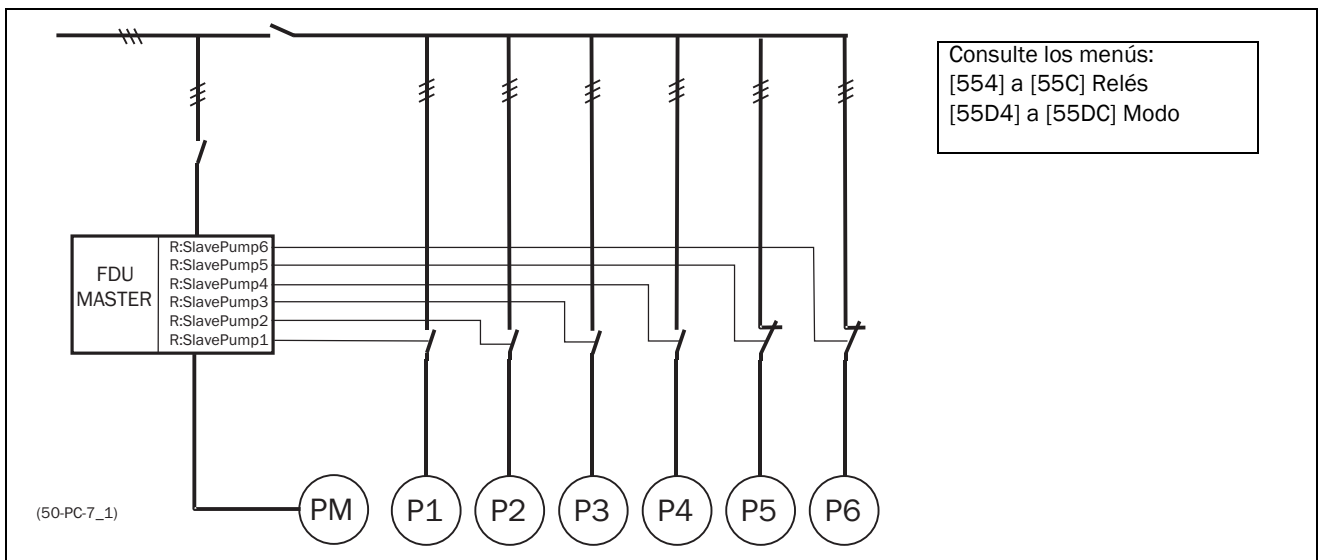 Consulte los menús:
[554] a [55C] Relés
[55D4] a [55DC] Modo
FDU
MASTER
R:SlavePump6
R:SlavePump5
R:SlavePump4
R:SlavePump3
R:SlavePump2
R:SlavePump1
PM
P1
P2
P3
P4
P5
P6
(50-PC-7_1)